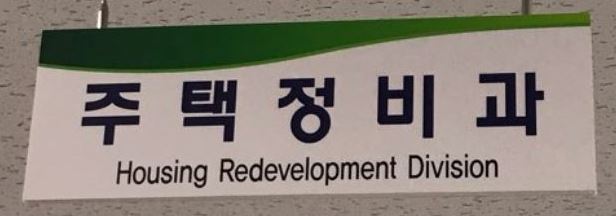 주택정비과
Housing Redevelopment Division